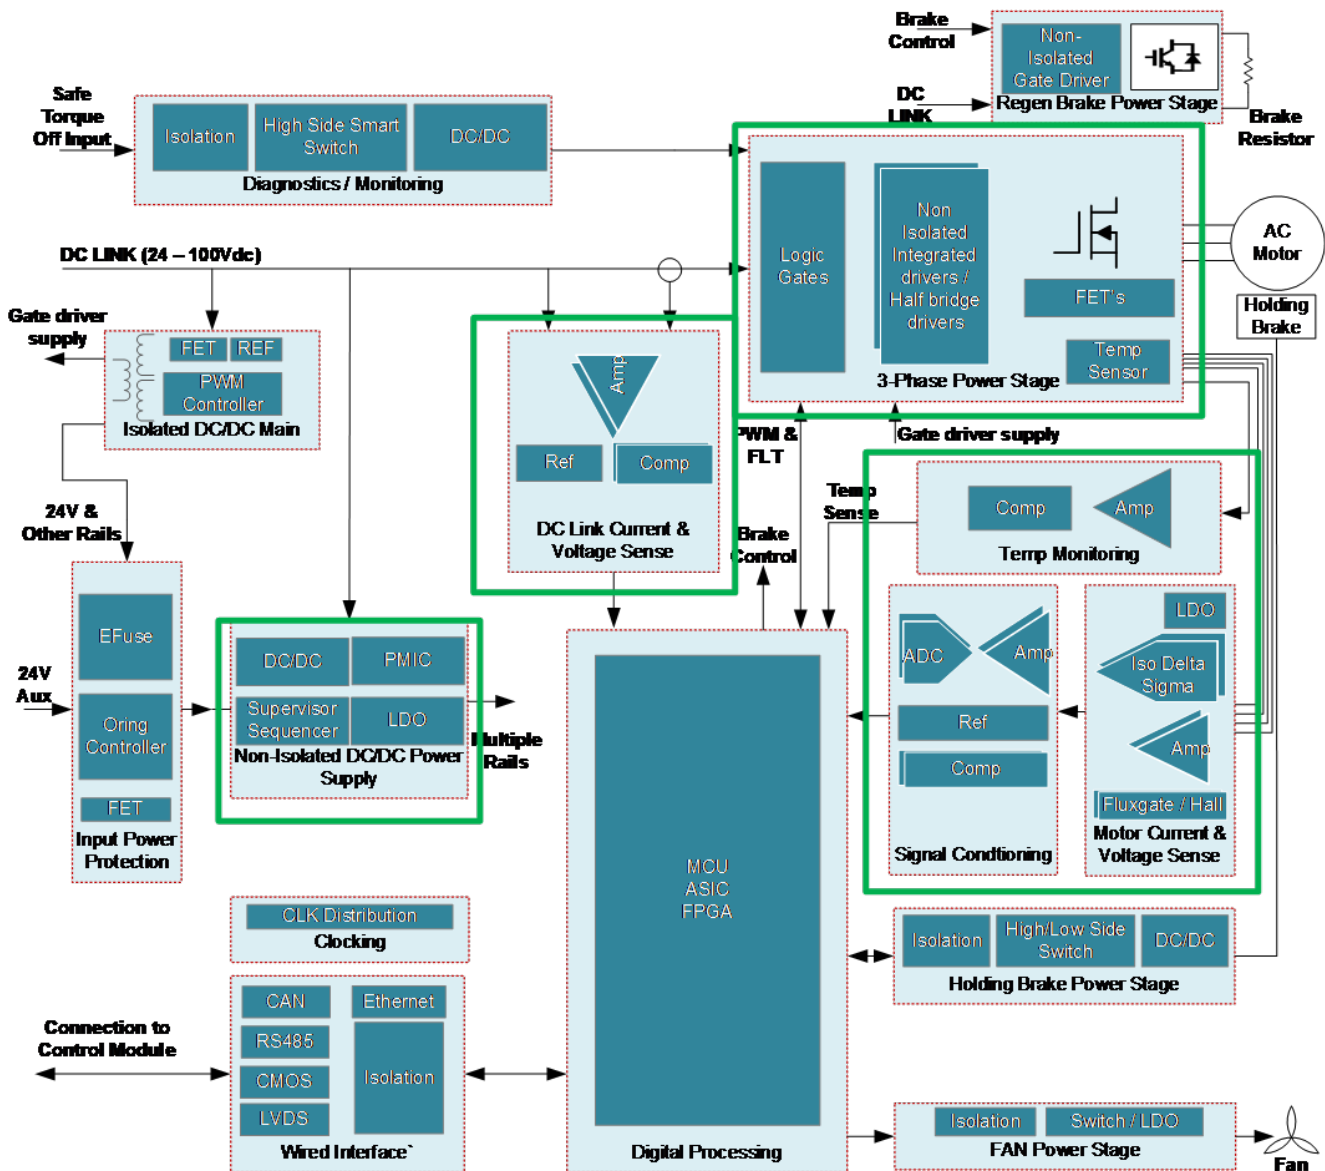 Brake
Control
Non-
Isolated
Gate Driver
Regen Brake Power Stage
DC
LINK
Brake
Resistor
Safe
Torque
Off Input
Isolation
High Side Smart
Switch
DC/DC
Diagnostics / Monitoring
DC LINK (24 – 100Vdc)
Logic
Gates
Non
Isolated
Integrated
drivers /
Half bridge
drivers
FET's
Temp
Sensor
3-Phase Power Stage
AC
Motor
Holding
Brake
Gate driver
supply
FET
REF
PWM
Controller
Isolated DC/DC Main
Amp
Ref
Comp
DC Link Current &
Voltage Sense
PWM &
FLT
Gate driver supply
24V &
Other Rails
Temp
Sense
Brake
Control
Comp
Amp
Temp Monitoring
EFuse
24V
Aux
Oring
Controller
FET
Input Power
Protection
DC/DC
PMIC
Supervisor
Sequencer
LDO
Non-Isolated DC/DC Power
Supply
Multiple
Rails
ADC
Amp
Ref
Comp
Signal Condtioning
LDO
Iso Delta
Sigma
Amp
Fluxgate / Hall
Motor Current &
Voltage Sense
MCU
ASIC
FPGA
Digital Processing
CLK Distribution
Clocking
Isolation
High/Low Side
Switch
DC/DC
Holding Brake Power Stage
Connection to
Control Module
CAN
Ethernet
RS485
CMOS
LVDS
Isolation
Wired Interface`
Isolation
Switch / LDO
FAN Power Stage
Fan